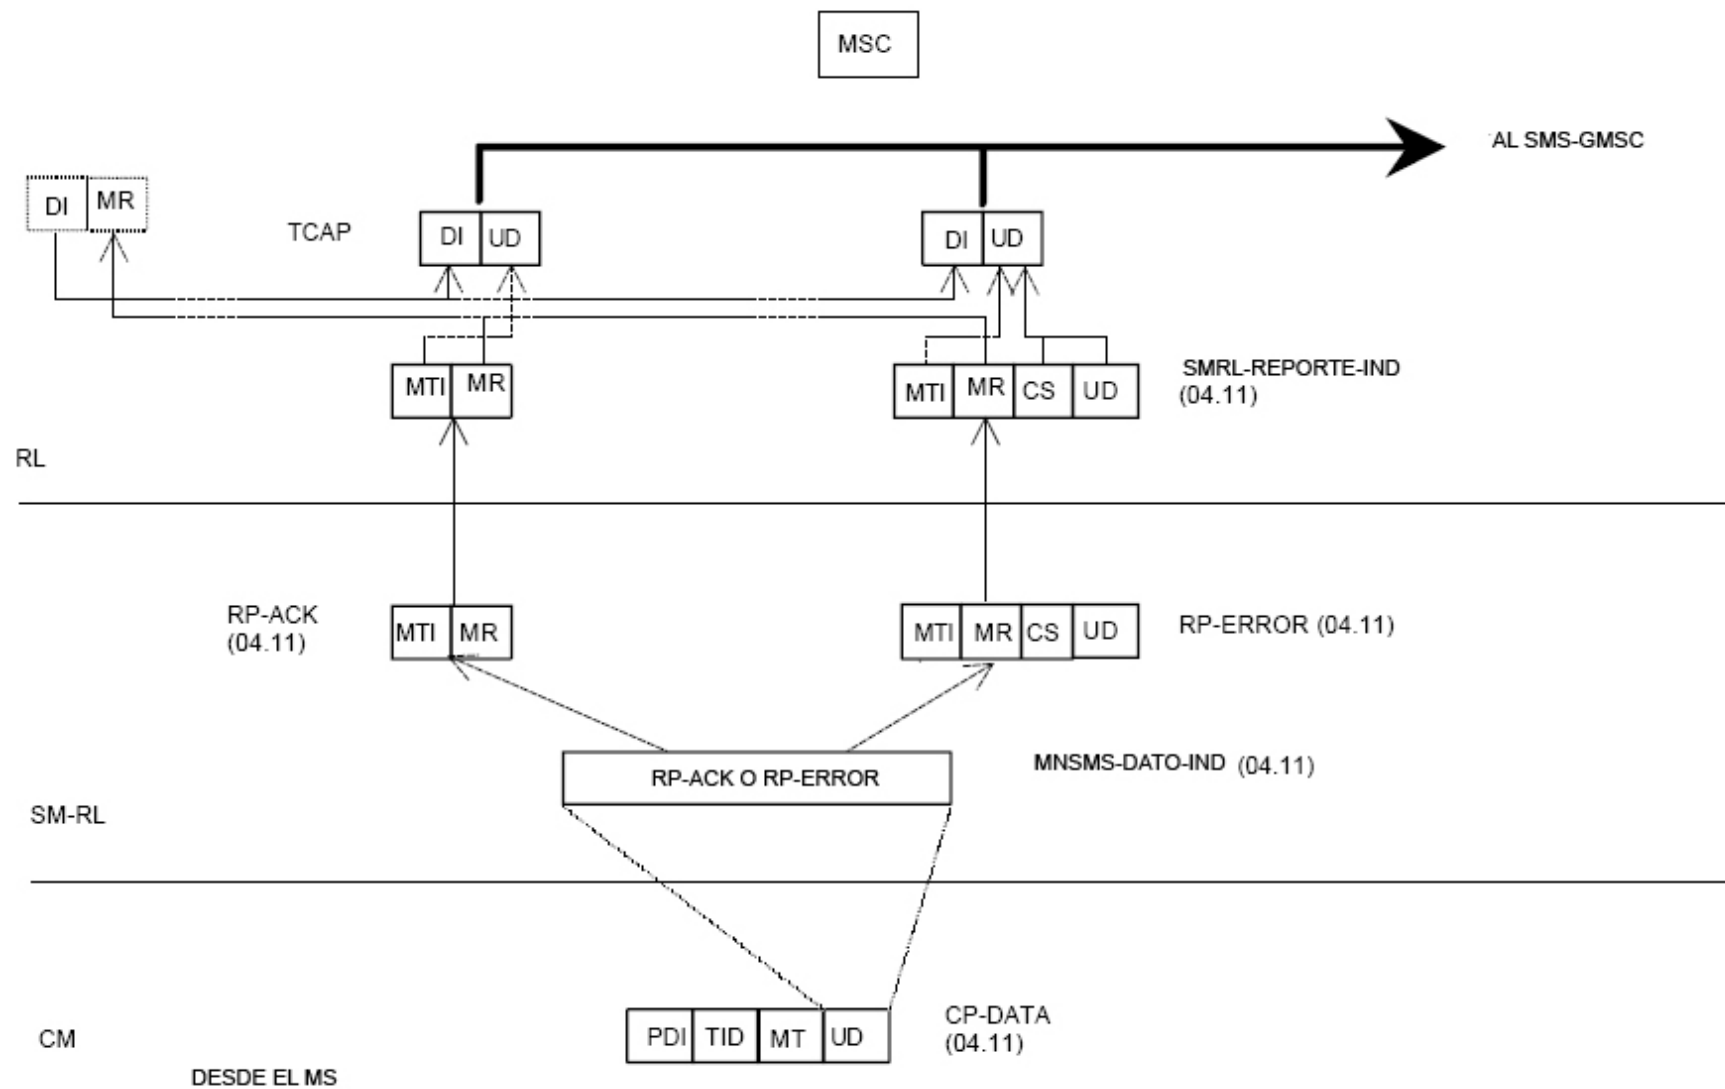 MSC
AL SMS-GMSC
DI MR
TCAP
DI UD
DI UD
MTI MR
MTI MR CS UD
SMRL-REPORTE-IND
(04.11)
RL
RP-ACK
(04.11)
MTI MR
MTI MR CS UD
RP-ERROR (04.11)
RP-ACK O RP-ERROR
MNSMS-DATO-IND (04.11)
SM-RL
CM
PDI TID MT UD
CP-DATA
(04.11)
DESDE EL MS